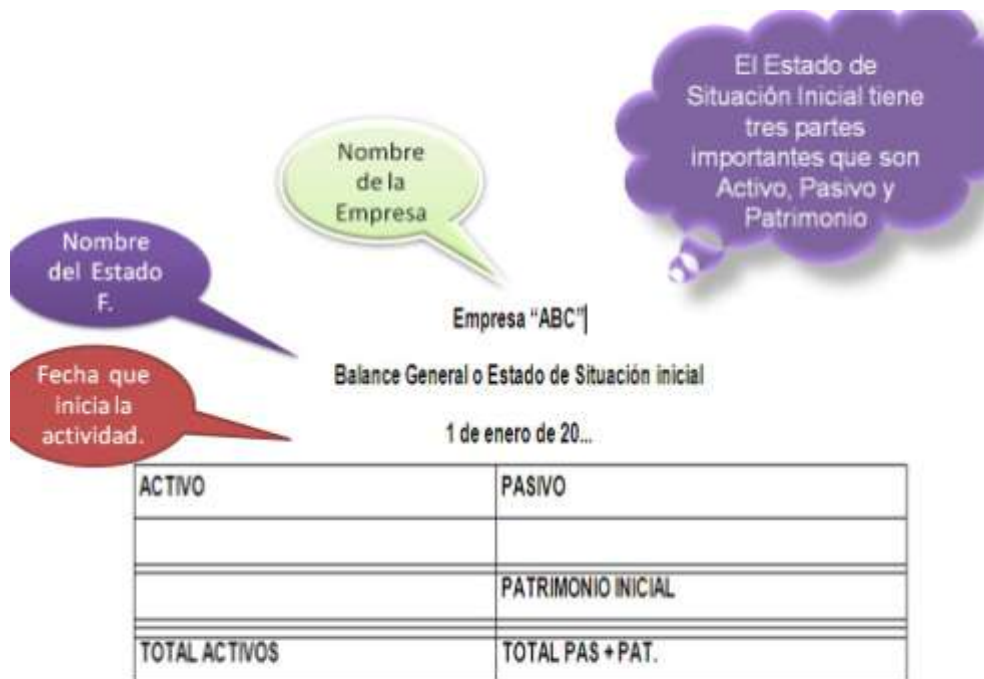 El Estado de
Situación Inicial tiene
tres partes
importantes que son
Activo, Pasivo y
Patrimonio
Nombre
de la
Empresa
Nombre
del Estado
F.
Fecha que
inicia la
actividad.
Empresa “ABC”
Balance General o Estado de Situación inicial
1 de enero de 20...
ACTIVO PASIVO
PATRIMONIO INICIAL
TOTAL ACTIVOS TOTAL PAS + PAT.